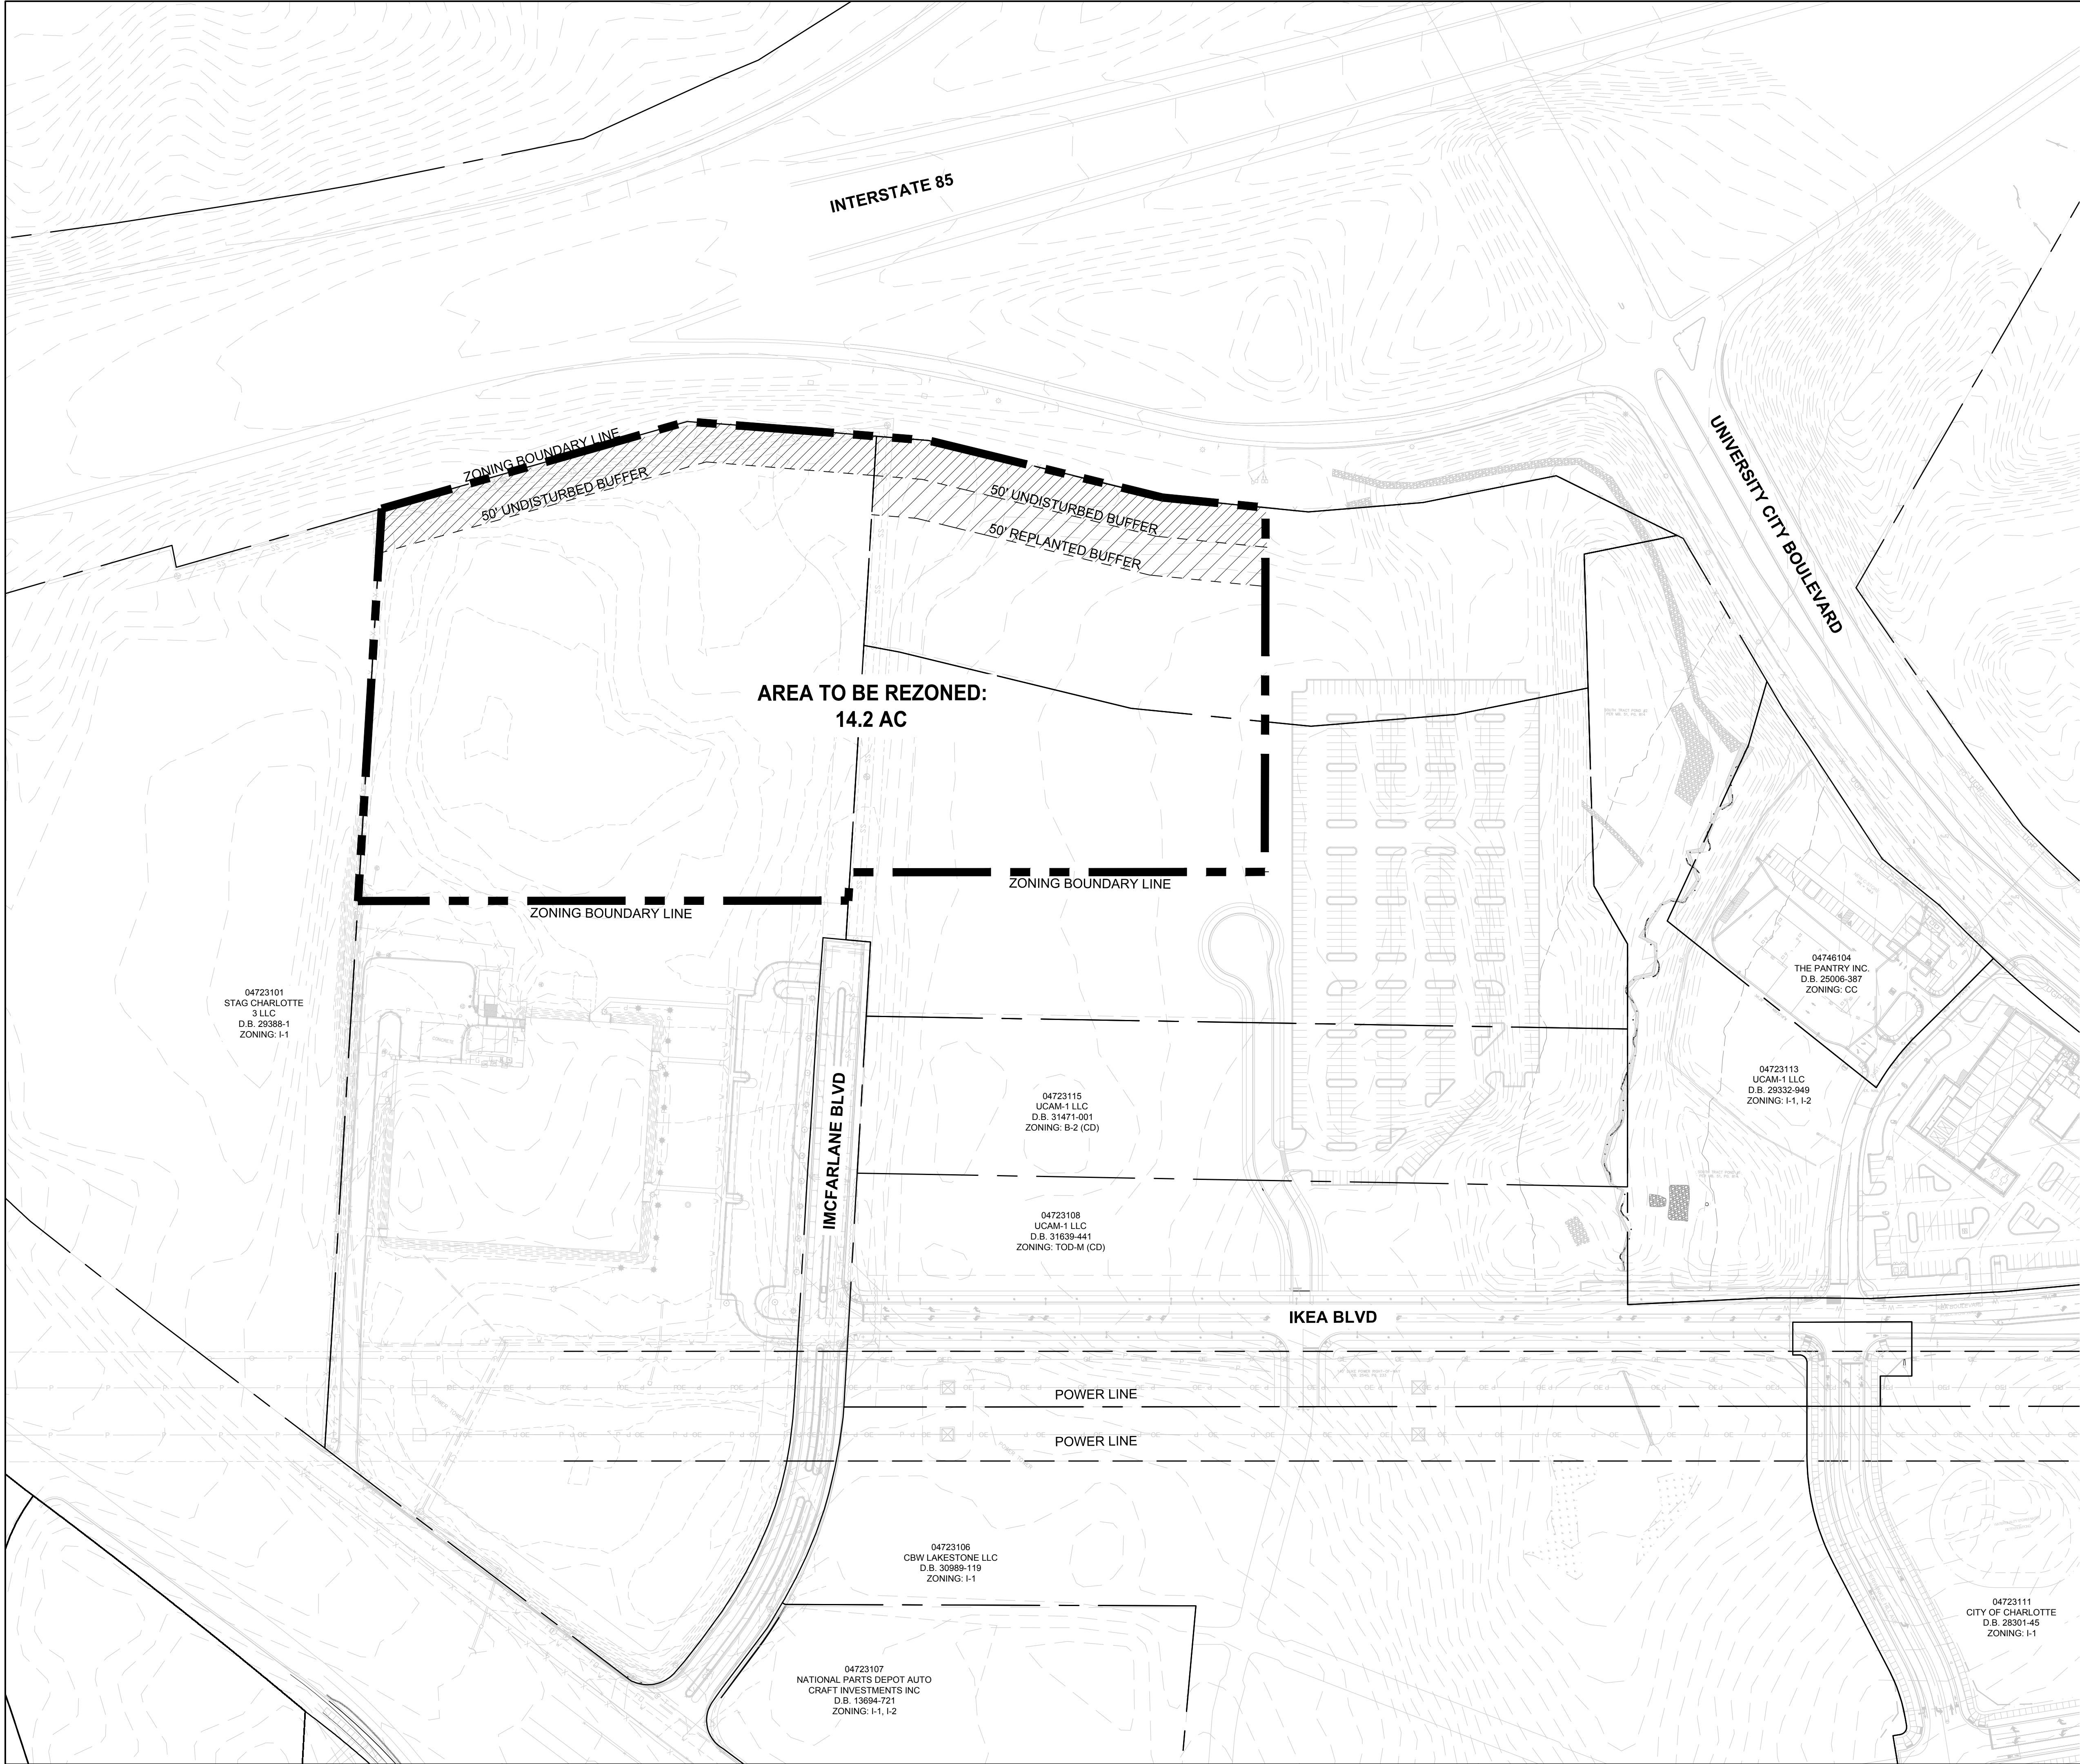 INTERSTATE 85
UNIVERSITY CITY BOULEVARD
ZONING BOUNDARY LINE
50' UNDISTURBED BUFFER
50' UNDISTURBED BUFFER
50' REPLANTED BUFFER
AREA TO BE REZONED:
14.2 AC
ZONING BOUNDARY LINE
ZONING BOUNDARY LINE
04723101
STAG CHARLOTTE
3 LLC
D.B. 29388-1
ZONING: I-1
04746104
THE PANTRY INC.
D.B. 25006-387
ZONING: CC
IMCFARLANE BLVD
04723115
UCAM-1 LLC
D.B. 31471-001
ZONING: B-2 (CD)
04723113
UCAM-1 LLC
D.B. 29332-949
ZONING: I-1, I-2
04723108
UCAM-1 LLC
D.B. 31639-441
ZONING: TOD-M (CD)
IKEA BLVD
POWER LINE
POWER LINE
04723106
CBW LAKESTONE LLC
D.B. 30989-119
ZONING: I-1
04723111
CITY OF CHARLOTTE
D.B. 28301-45
ZONING: I-1
04723107
NATIONAL PARTS DEPOT AUTO
CRAFT INVESTMENTS INC
D.B. 13694-721
ZONING: I-1, I-2